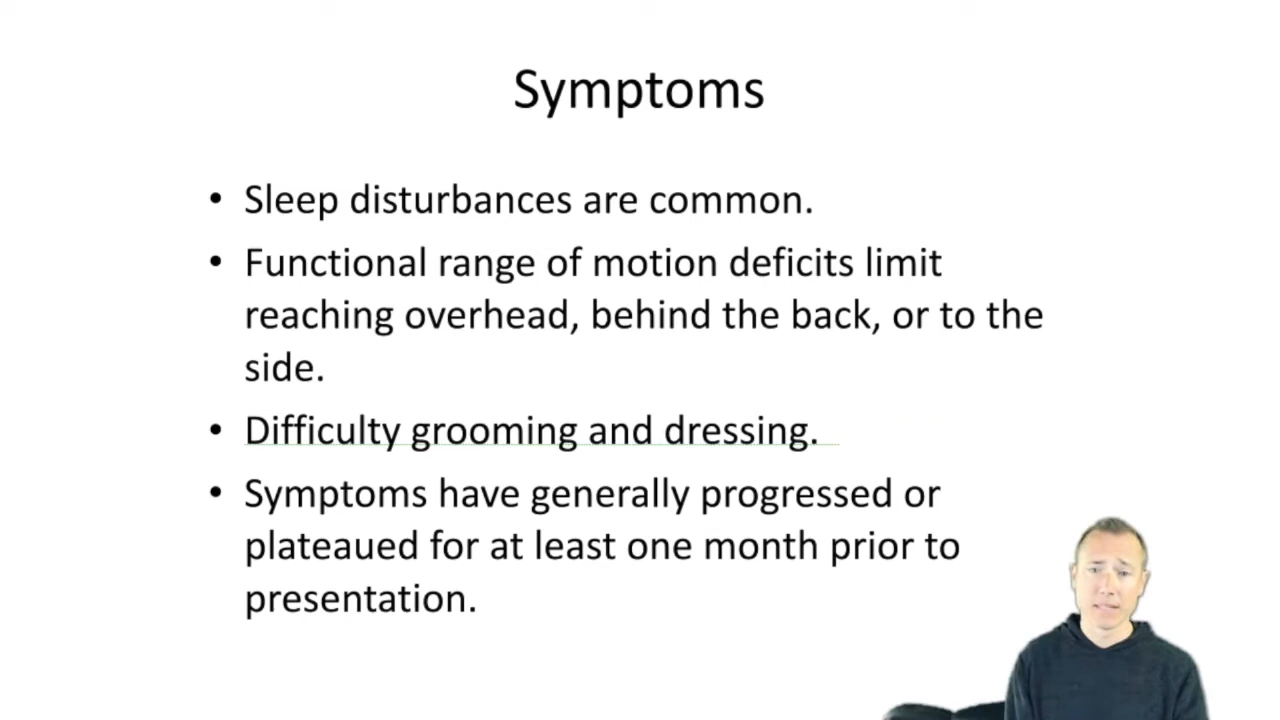 Symptoms
• Sleep disturbances are common.
• Functional range of motion deficits limit
reaching overhead, behind the back, or to the
side.
• Difficulty grooming and dressing.
• Symptoms have generally progressed or
plateaued for at least one month prior to
presentation.